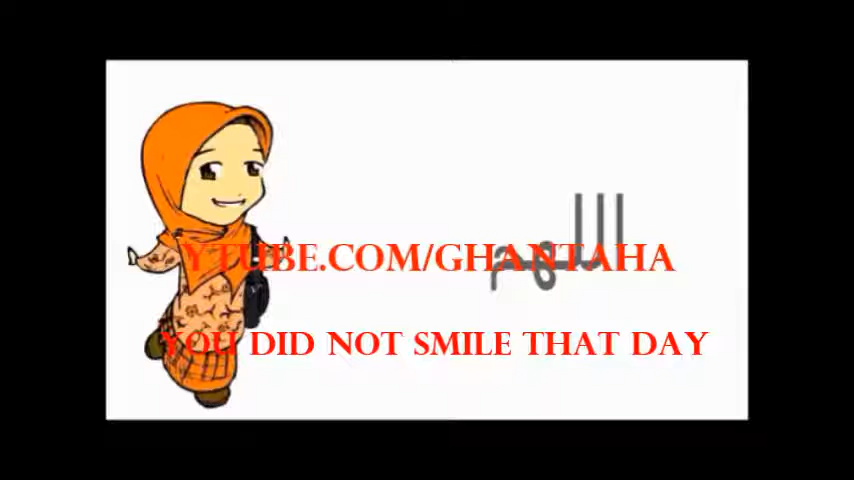 اللهم
YTUBE.COM/GHANTAHA
YOU DID NOT SMILE THAT DAY